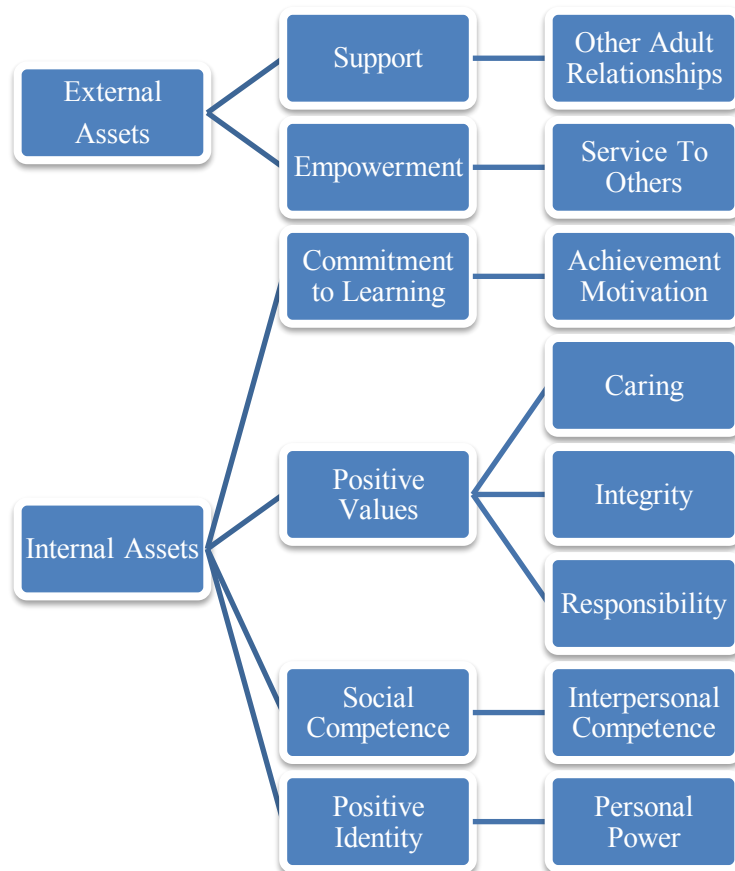 External
Assets
Support
Other Adult
Relationships
Empowerment
Service To
Others
Internal Assets
Commitment
to Learning
Achievement
Motivation
Positive
Values
Caring
Integrity
Responsibility
Social
Competence
Interpersonal
Competence
Positive
Identity
Personal
Power